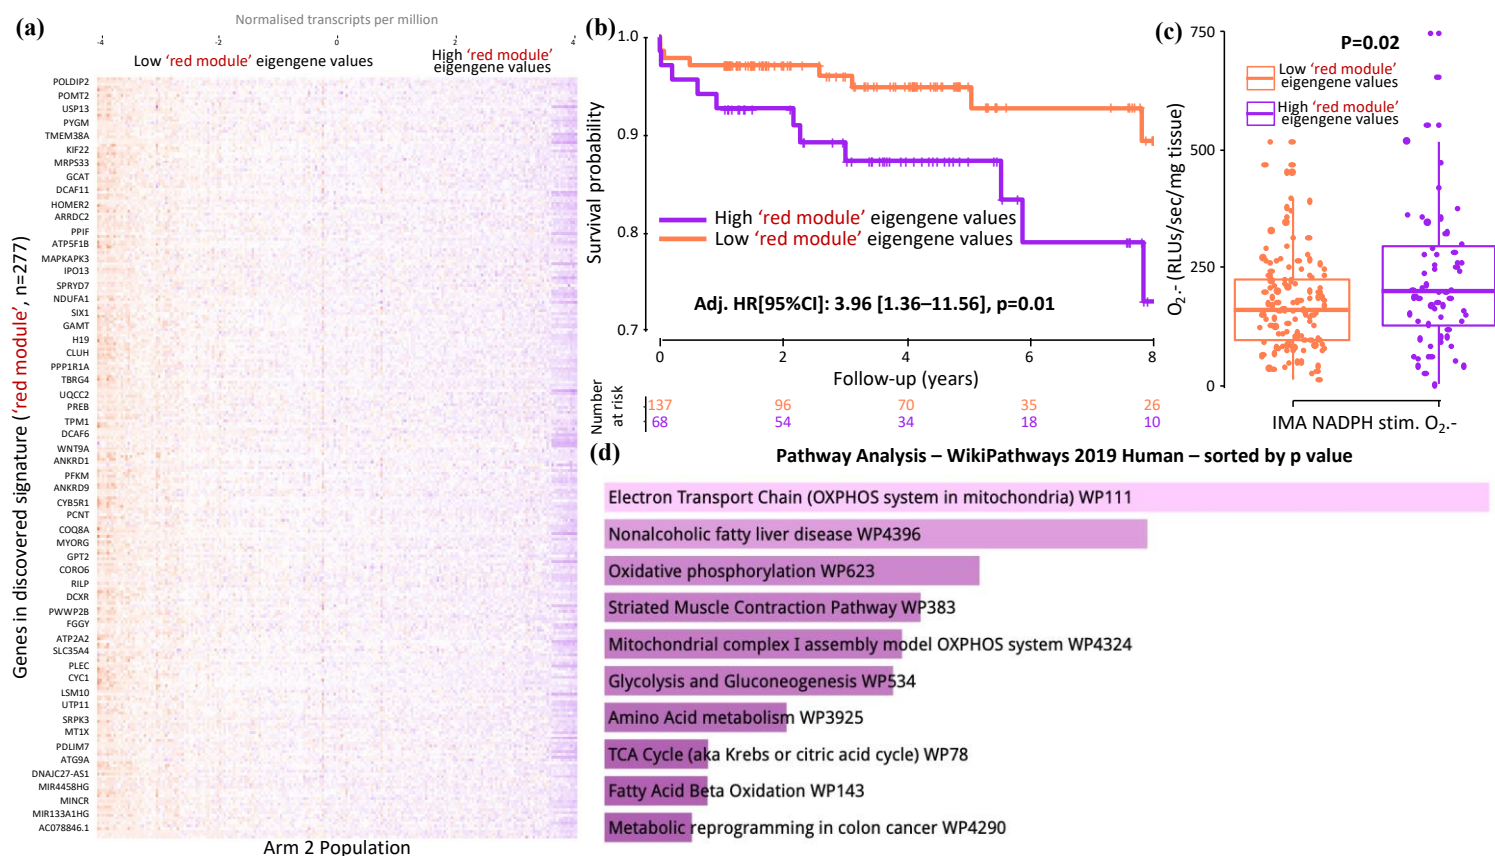 (a)
Normalised transcripts per million
-4 -2 0 2 4
Low ‘red module’ eigengene values
High ‘red module’
eigengene values
Genes in discovered signature (‘red module’, n=277)
POLDIP2
POMT2
USP13
PYGM
TMEM38A
KIF22
MRPS33
GCAT
DCAF11
HOMER2
ARRDC2
PPIF
ATP5F1B
MAPKAPK3
IPO13
SPRYD7
NDUFA1
SIX1
GAMT
H19
CLUH
PPP1R1A
TBRG4
UQCC2
PREB
TPM1
DCAF6
WNT9A
ANKRD1
PFKM
ANKRD9
CYB5R1
PCNT
COQ8A
MYORG
GPT2
CORO6
RILP
DCXR
PWWP2B
FGGY
ATP2A2
SLC35A4
PLEC
CYC1
LSM10
UTP11
SRPK3
MT1X
PDLIM7
ATG9A
DNAJC27-AS1
MIR4458HG
MINCR
MIR133A1HG
AC078846.1
Arm 2 Population
(b)
Survival probability
1.0
0.9
0.8
0.7
High ‘red module’ eigengene values
Low ‘red module’ eigengene values
Adj. HR[95%CI]: 3.96 [1.36–11.56], p=0.01
0 2 4 6 8
Follow-up (years)
Number
at risk
137 96 70 35 26
68 54 34 18 10
(c)
O2.- (RLUs/sec/mg tissue)
750
500
250
0
P=0.02
Low ‘red module’
eigengene values
High ‘red module’
eigengene values
IMA NADPH stim. O2.-
(d)
Pathway Analysis – WikiPathways 2019 Human – sorted by p value
Electron Transport Chain (OXPHOS system in mitochondria) WP111
Nonalcoholic fatty liver disease WP4396
Oxidative phosphorylation WP623
Striated Muscle Contraction Pathway WP383
Mitochondrial complex I assembly model OXPHOS system WP4324
Glycolysis and Gluconeogenesis WP534
Amino Acid metabolism WP3925
TCA Cycle (aka Krebs or citric acid cycle) WP78
Fatty Acid Beta Oxidation WP143
Metabolic reprogramming in colon cancer WP4290